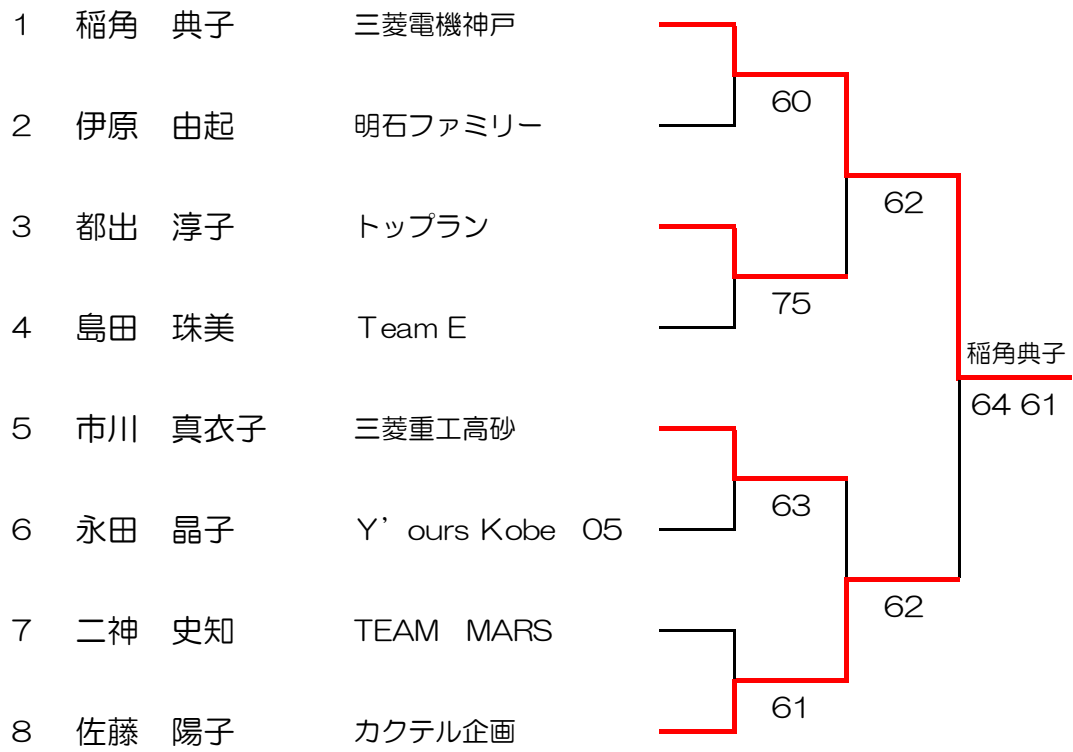 1 稲角 典子 三菱電機神戸
60
2 伊原 由起 明石ファミリー
62
3 都出 淳子 トップラン
75
4 島田 珠美 Team E
稲角典子
64 61
5 市川 真衣子 三菱重工高砂
63
6 永田 晶子 Y’ours Kobe 05
62
7 二神 史知 TEAM MARS
61
8 佐藤 陽子 カクテル企画